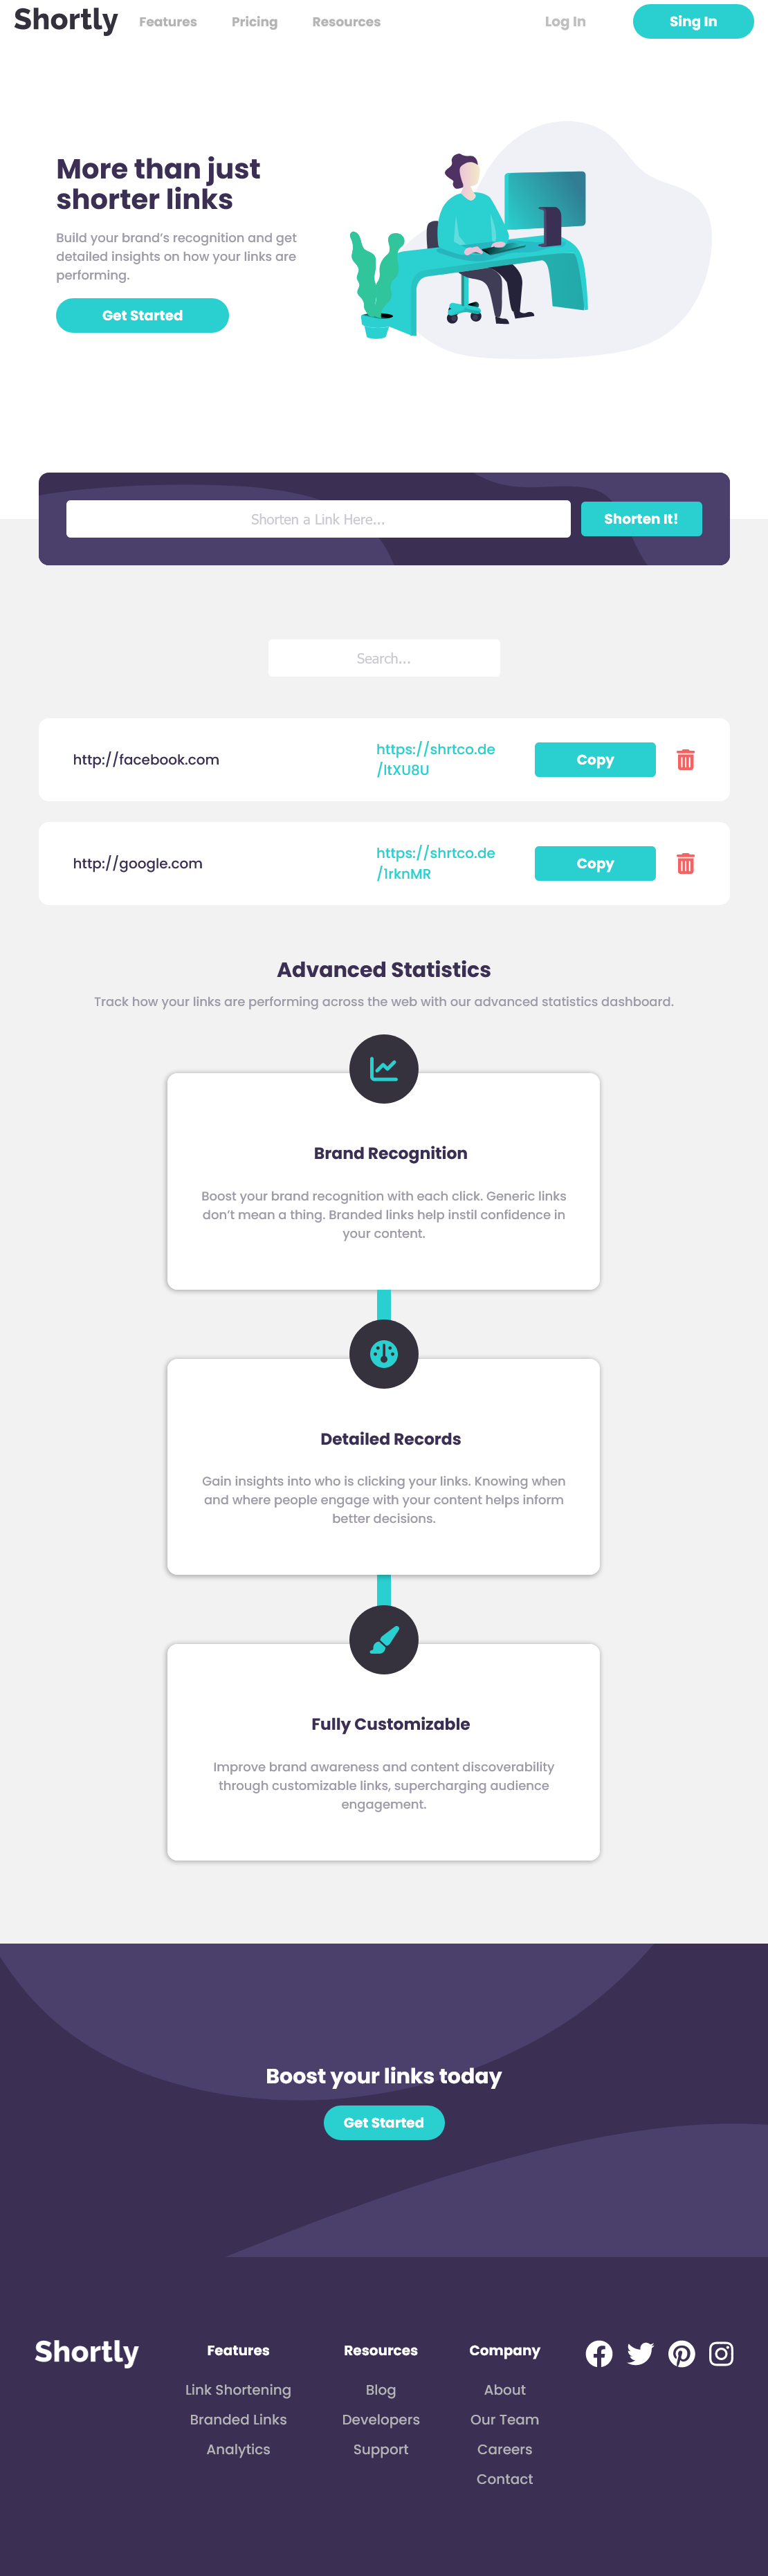 Shortly
Features
Pricing
Resources
Log In
Sing In
More than just
shorter links
Build your brand's recognition and get
detailed insights on how your links are
performing.
Get Started
Shorten a Link Here...
Shorten It!
Search...
http://facebook.com
https://shrtco.de
/ltXU8U
Copy
http://google.com
https://shrtco.de
/1rknMR
Copy
Advanced Statistics
Track how your links are performing across the web with our advanced statistics dashboard.
Brand Recognition
Boost your brand recognition with each click. Generic links
don't mean a thing. Branded links help instil confidence in
your content.
Detailed Records
Gain insights into who is clicking your links. Knowing when
and where people engage with your content helps inform
better decisions.
Fully Customizable
Improve brand awareness and content discoverability
through customizable links, supercharging audience
engagement.
Boost your links today
Get Started
Shortly
Features
Link Shortening
Branded Links
Analytics
Resources
Blog
Developers
Support
Company
About
Our Team
Careers
Contact